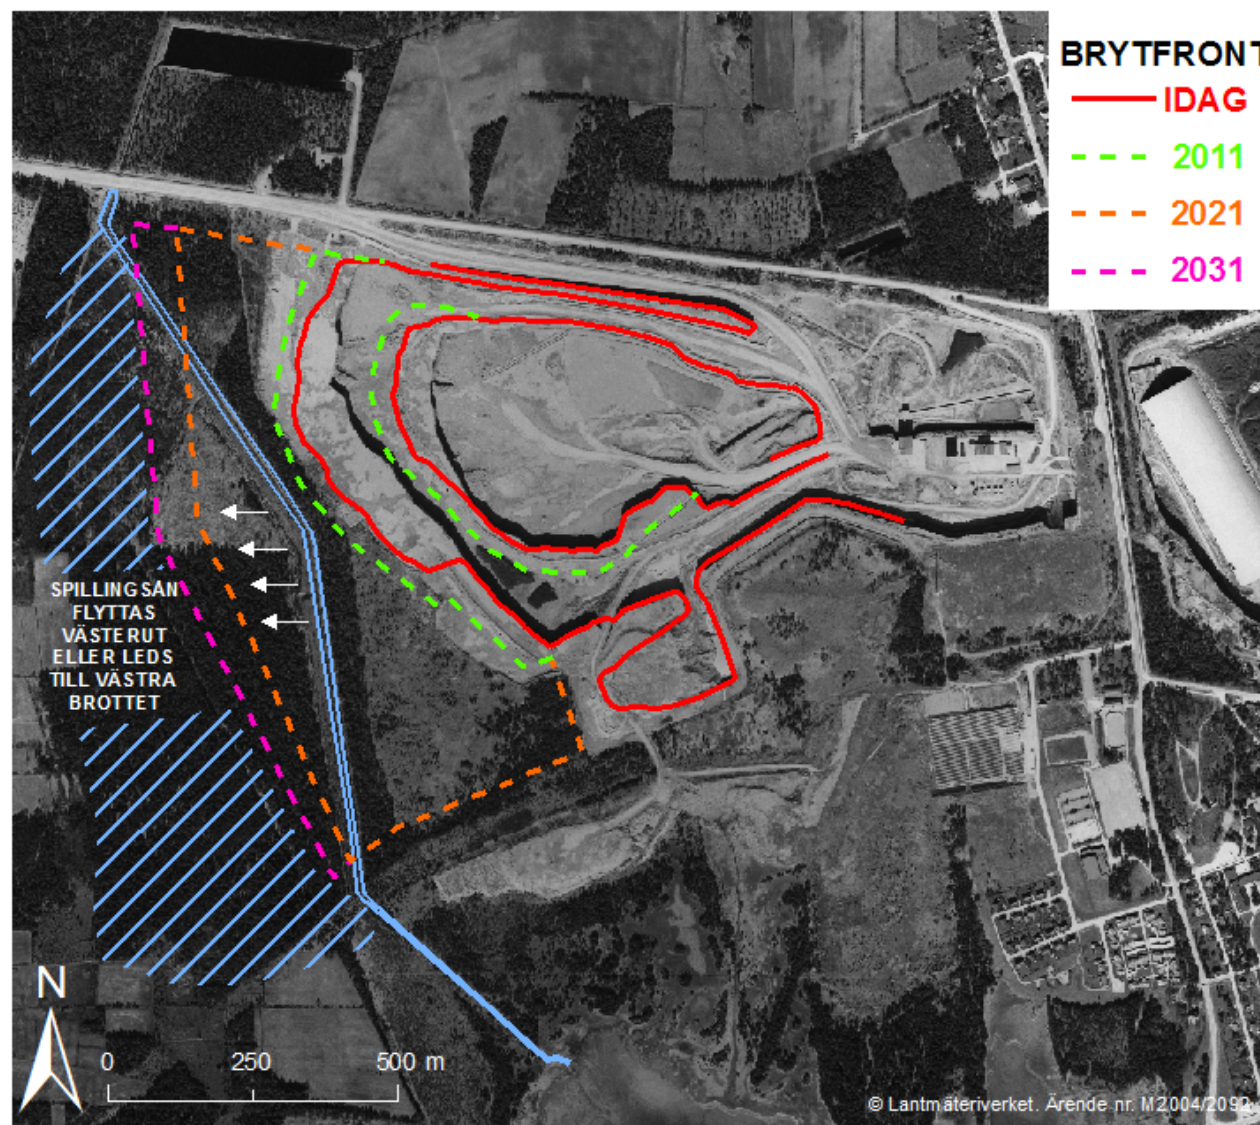 BRYTFRONT
IDAG
2011
2021
2031
SPILLINGSÅN
FLYTTAS
VÄSTERUT
ELLER LEDS
TILL VÄSTRA
BROTTET
N
0 250 500 m
© Lantmäteriverket. Ärende nr. M2004/2092